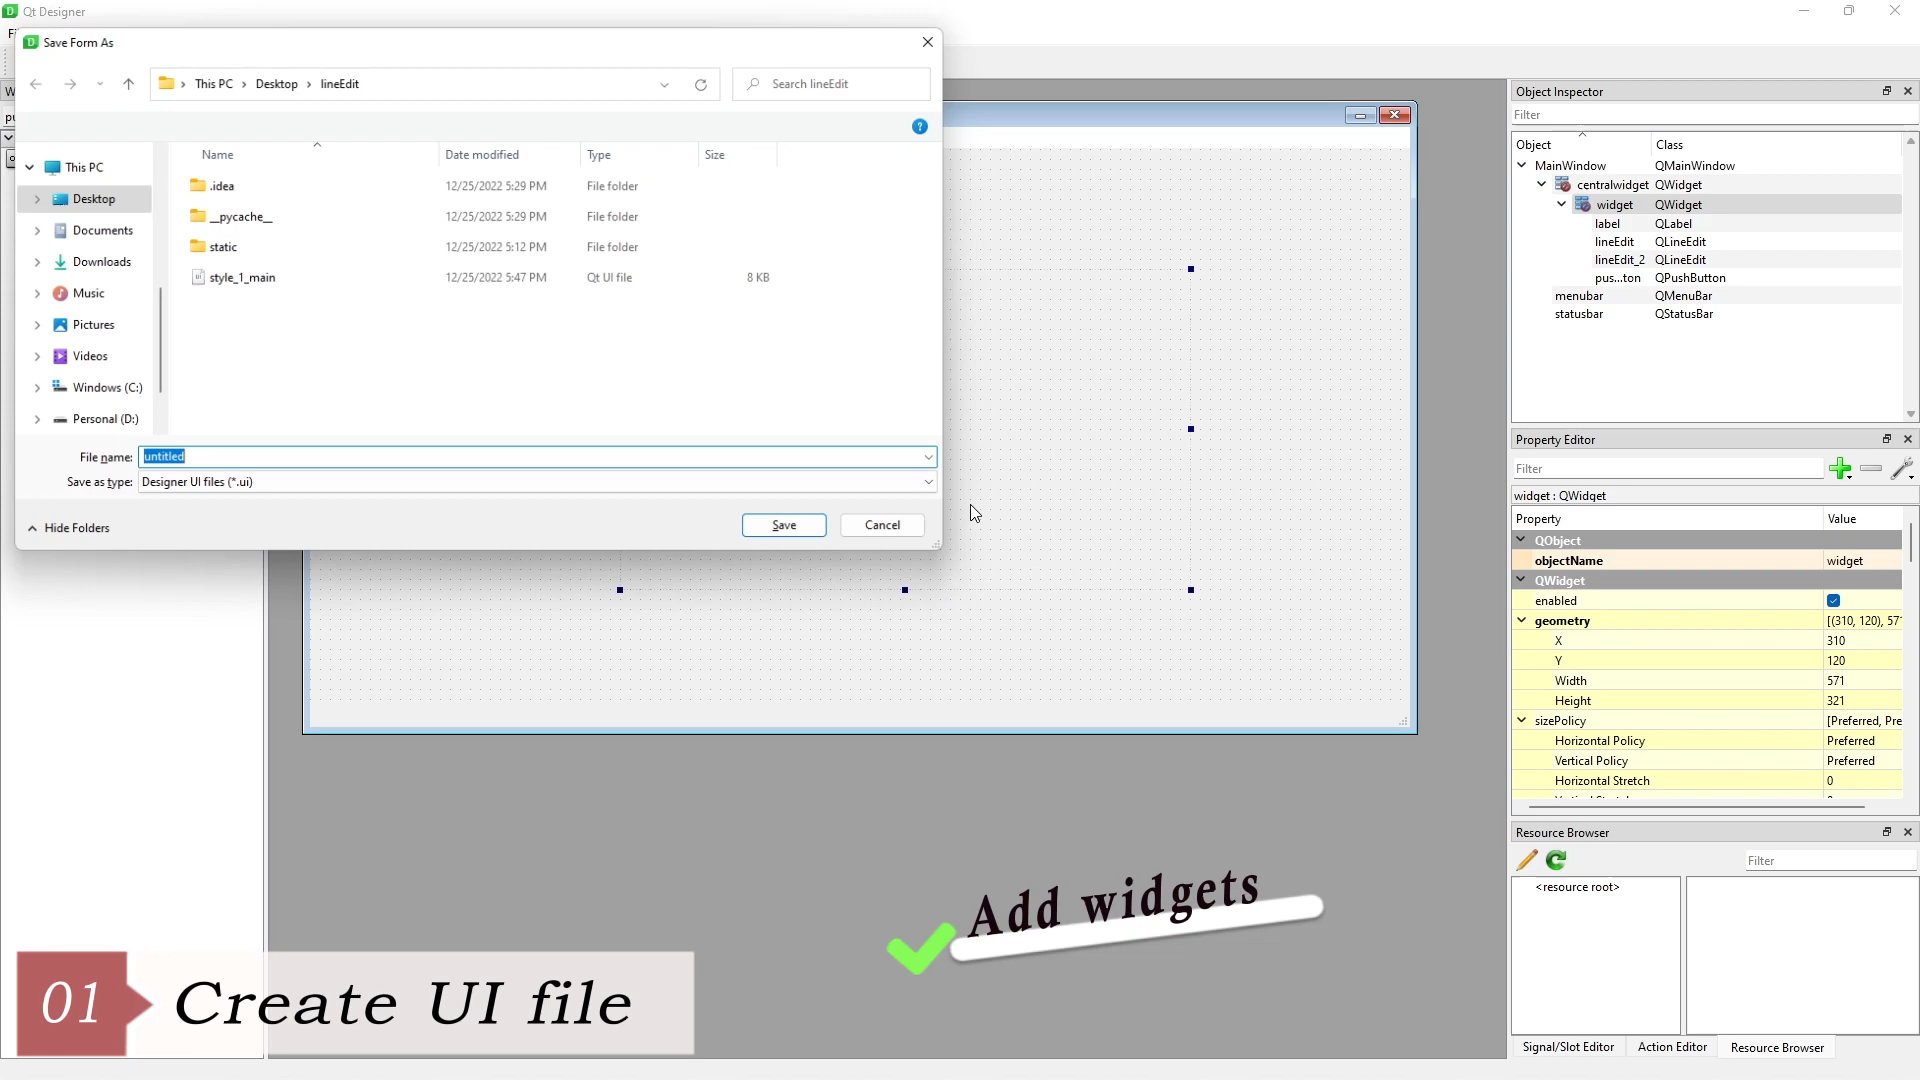 Qt Designer
Save Form As
This PC > Desktop > lineEdit
Search lineEdit
Name Date modified Type Size
.idea 12/25/2022 5:29 PM File folder
__pycache__ 12/25/2022 5:29 PM File folder
static 12/25/2022 5:12 PM File folder
style_1_main 12/25/2022 5:47 PM Qt UI file 8 KB
This PC
Desktop
Documents
Downloads
Music
Pictures
Videos
Windows (C:)
Personal (D:)
File name: untitled
Save as type: Designer UI files (*.ui)
Hide Folders
Save
Cancel
Object Inspector
Filter
Object Class
MainWindow QMainWindow
centralwidget QWidget
widget QWidget
label QLabel
lineEdit QLineEdit
lineEdit_2 QLineEdit
pus...ton QPushButton
menubar QMenuBar
statusbar QStatusBar
Property Editor
Filter
widget : QWidget
Property Value
QObject
objectName widget
QWidget
enabled
geometry [(310, 120), 571
X 310
Y 120
Width 571
Height 321
sizePolicy [Preferred, Pre
Horizontal Policy Preferred
Vertical Policy Preferred
Horizontal Stretch 0
Resource Browser
Filter
<resource root>
Signal/Slot Editor Action Editor Resource Browser
Add widgets
01 Create UI file